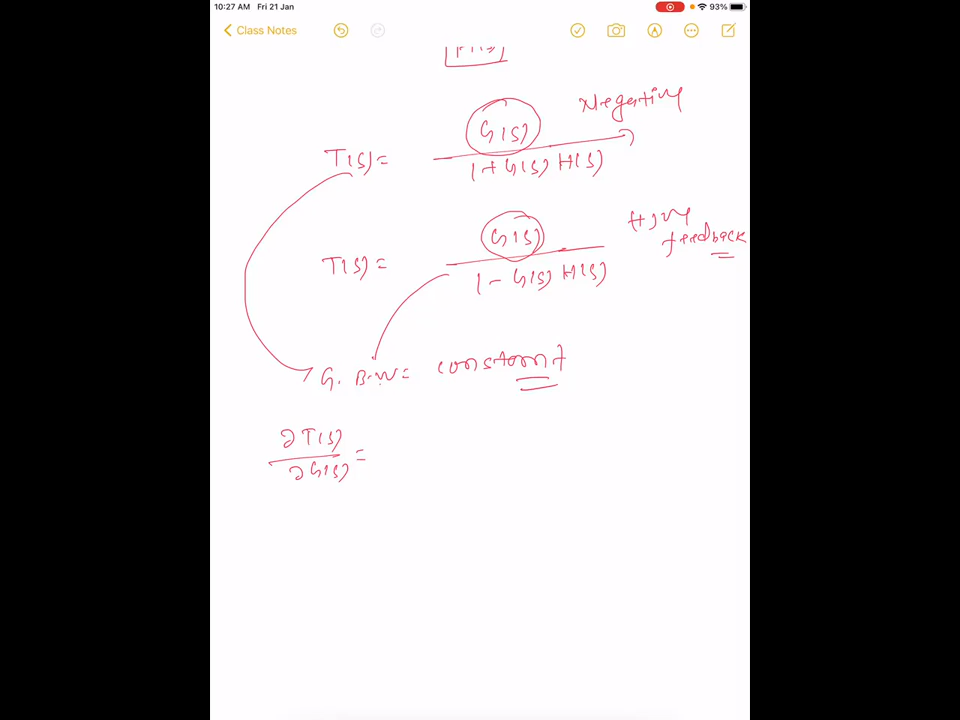 10:27 AM Fri 21 Jan
93%
Class Notes
Negative
T(s) = G(s) / 1 + G(s) H(s)
(+)ve
feedback
T(s) = G(s) / 1 - G(s) H(s)
G. B.W = constant
∂T(s) / ∂G(s) =